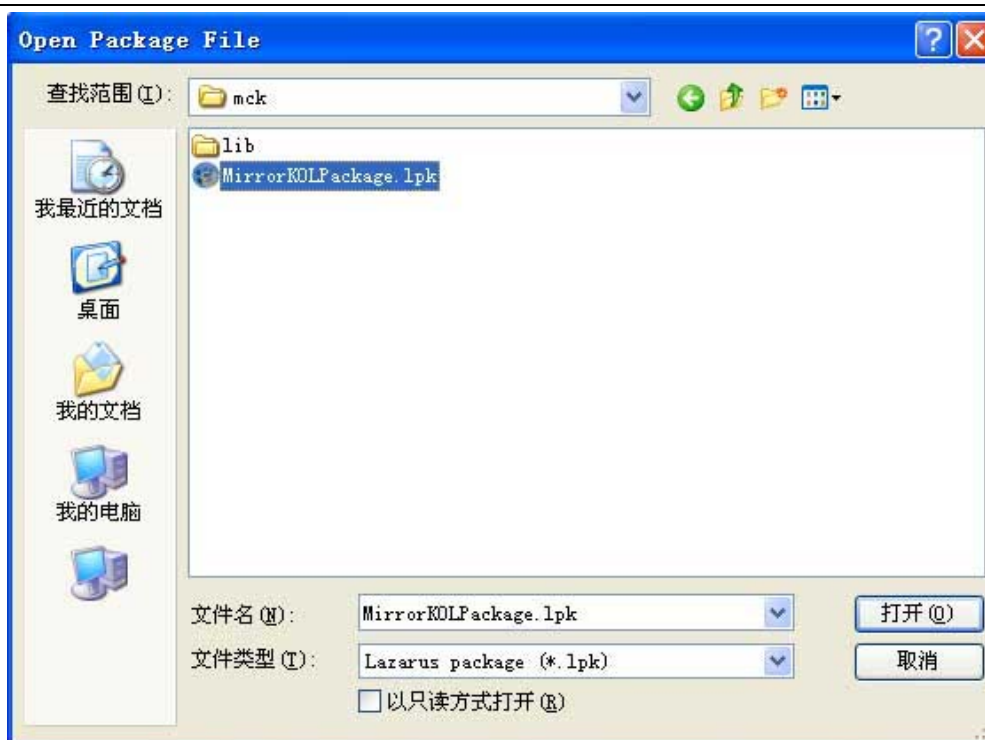 Open Package File
查找范围(I):
mck
lib
MirrorKOLPackage.lpk
我最近的文档
桌面
我的文档
我的电脑
文件名(N):
MirrorKOLPackage.lpk
打开(O)
文件类型(T):
Lazarus package (*.lpk)
取消
以只读方式打开(R)